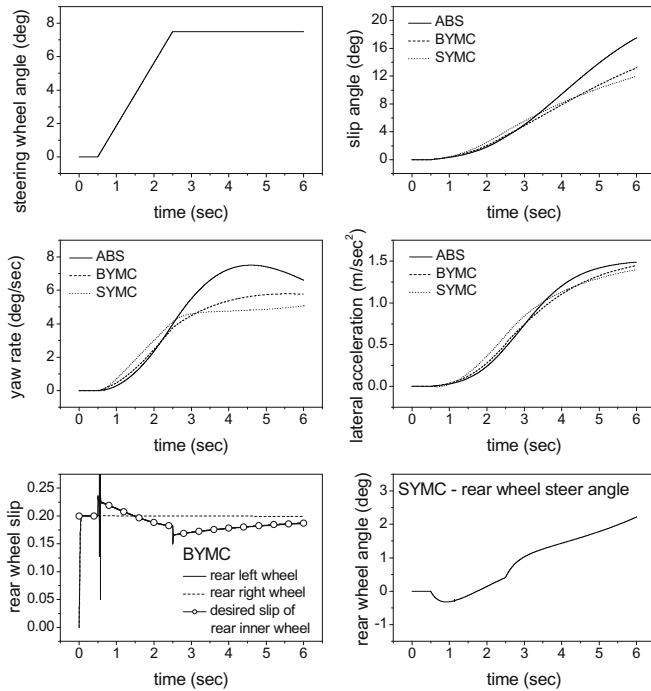 steering wheel angle (deg)
8
6
4
2
0
0 1 2 3 4 5 6
time (sec)
slip angle (deg)
20
16
12
8
4
0
ABS
BYMC
SYMC
0 1 2 3 4 5 6
time (sec)
yaw rate (deg/sec)
8
6
4
2
0
ABS
BYMC
SYMC
0 1 2 3 4 5 6
time (sec)
lateral acceleration (m/sec²)
1.5
1.0
0.5
0.0
ABS
BYMC
SYMC
0 1 2 3 4 5 6
time (sec)
rear wheel slip
0.25
0.20
0.15
0.10
0.05
0.00
BYMC
rear left wheel
rear right wheel
desired slip of
rear inner wheel
0 1 2 3 4 5 6
time (sec)
rear wheel angle (deg)
SYMC - rear wheel steer angle
4
3
2
1
0
-1
0 1 2 3 4 5 6
time (sec)